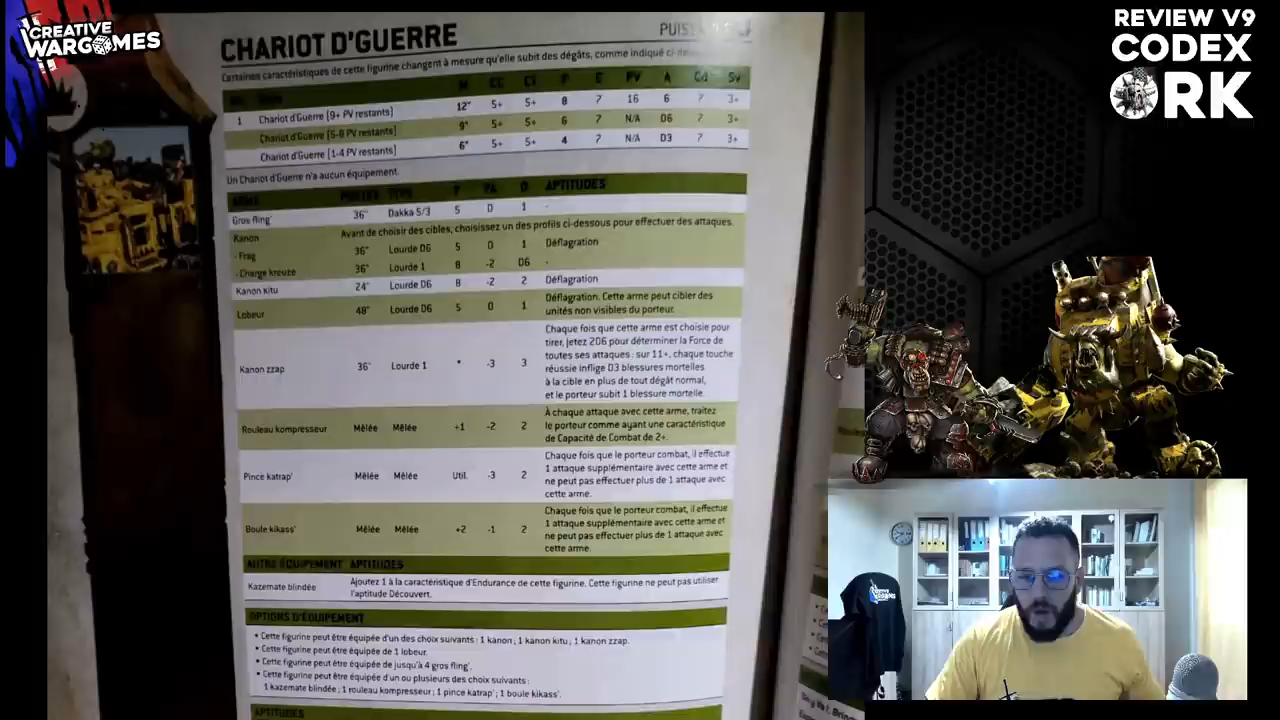 CREATIVE
WARGAMES
REVIEW V9
CODEX
ORK
CHARIOT D'GUERRE
Certaines caractéristiques de cette figurine changent à mesure qu'elle subit des dégâts, comme indiqué
M CC CT F E PV A Cd Sv
1 Chariot d'Guerre (9+ PV restants) 12" 5+ 5+ 8 7 16 6 7 3+
Chariot d'Guerre (5-8 PV restants) 9" 5+ 5+ 6 7 N/A D6 7 3+
Chariot d'Guerre (1-4 PV restants) 6" 5+ 5+ 4 7 N/A D3 7 3+
Un Chariot d'Guerre n'a aucun équipement.
ARME PORTÉE TYPE F PA D APTITUDES
Gros fling' 36" Dakka 5/3 5 0 1 -
Kanon Avant de choisir des cibles, choisissez un des profils ci-dessous pour effectuer des attaques.
- Frag 36" Lourde D6 5 0 1 Déflagration
- Charge kreuze 36" Lourde 1 8 -2 D6 -
Kanon kitu 24" Lourde D6 8 -2 2 Déflagration
Lobeur 48" Lourde D6 5 0 1 Déflagration. Cette arme peut cibler des
unités non visibles du porteur.
Chaque fois que cette arme est choisie pour
tirer, jetez 2D6 pour déterminer la Force de
toutes ses attaques : sur 11+, chaque touche
Kanon zzap 36" Lourde 1 * -3 3 réussie inflige D3 blessures mortelles
à la cible en plus de tout dégât normal,
et le porteur subit 1 blessure mortelle.
À chaque attaque avec cette arme, traitez
Rouleau kompresseur Mêlée Mêlée +1 -2 2 le porteur comme ayant une caractéristique
de Capacité de Combat de 2+.
Chaque fois que le porteur combat, il effectue
Pince katrap' Mêlée Mêlée Util. -3 2 1 attaque supplémentaire avec cette arme et
ne peut pas effectuer plus de 1 attaque avec
cette arme.
Chaque fois que le porteur combat, il effectue
Boule kikass' Mêlée Mêlée +2 -1 2 1 attaque supplémentaire avec cette arme et
ne peut pas effectuer plus de 1 attaque avec
cette arme.
AUTRE ÉQUIPEMENT APTITUDES
Kazemate blindée Ajoutez 1 à la caractéristique d'Endurance de cette figurine. Cette figurine ne peut pas utiliser
l'aptitude Découvert.
OPTIONS D'ÉQUIPEMENT
• Cette figurine peut être équipée d'un des choix suivants : 1 kanon ; 1 kanon kitu ; 1 kanon zzap.
• Cette figurine peut être équipée de 1 lobeur.
• Cette figurine peut être équipée de jusqu'à 4 gros fling'.
• Cette figurine peut être équipée d'un ou plusieurs des choix suivants :
1 kazemate blindée ; 1 rouleau kompresseur ; 1 pince katrap' ; 1 boule kikass'.
APTITUDES
CREATIVE
WARGAMES